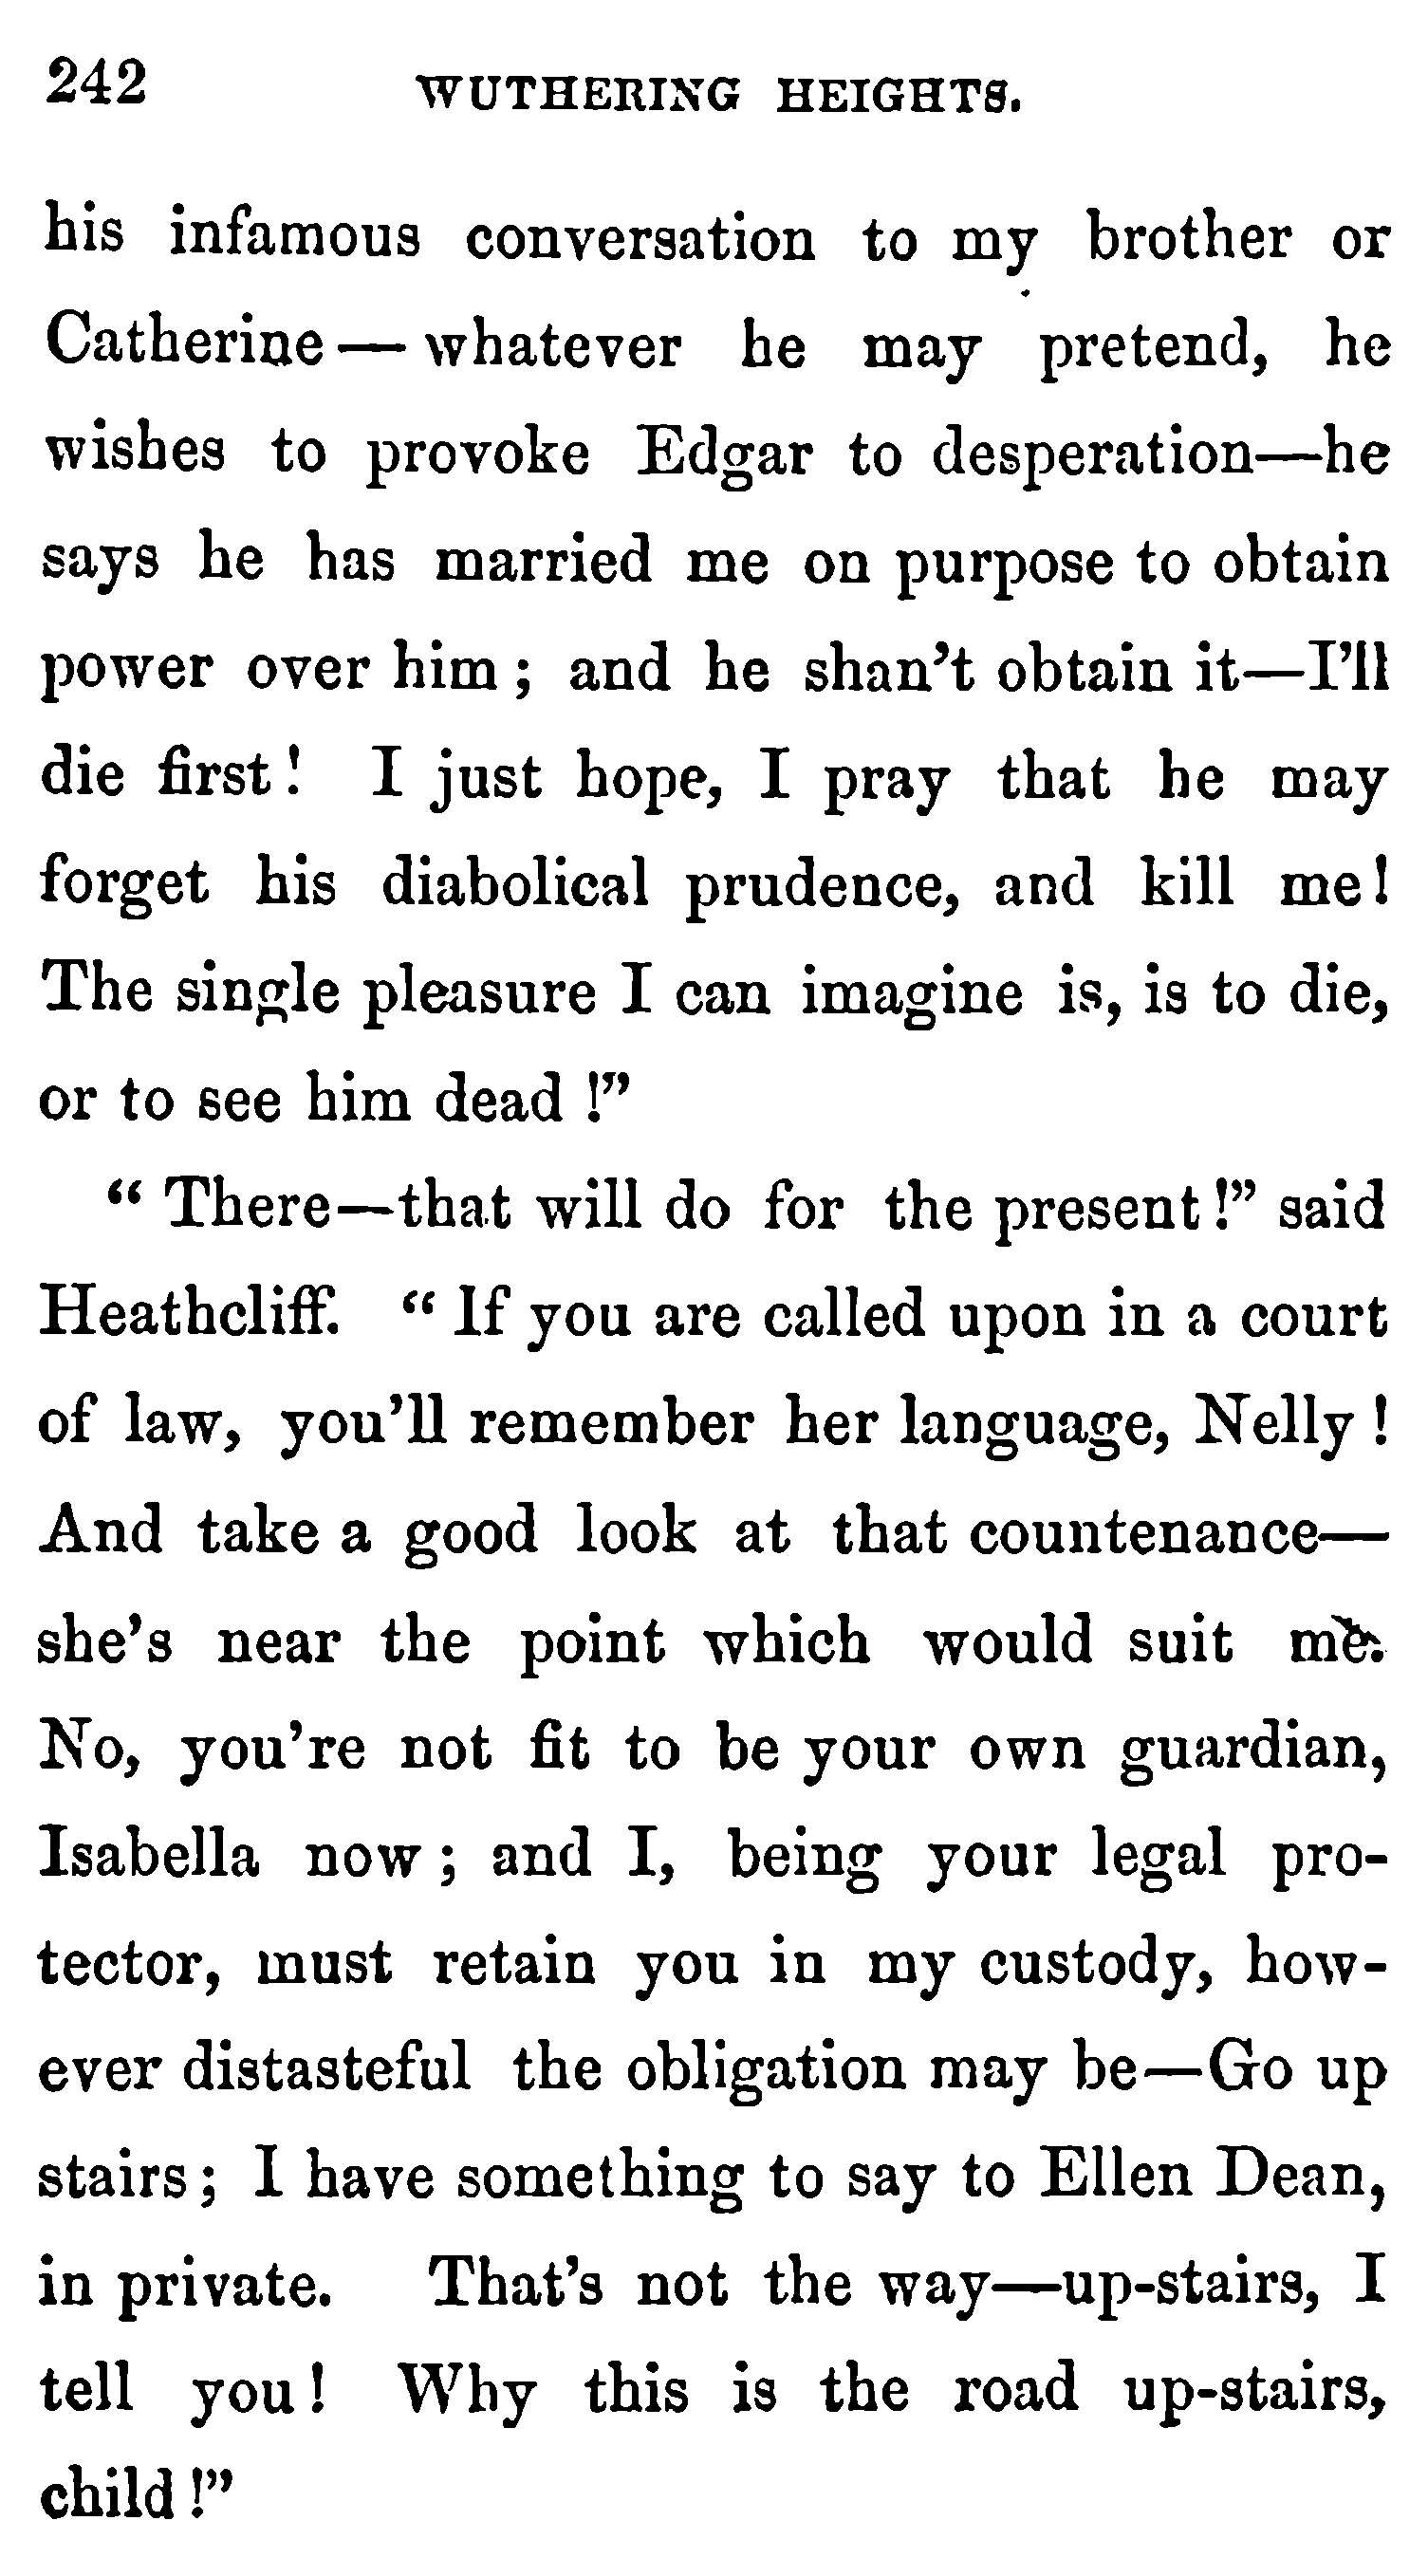 242 WUTHERING HEIGHTS.
his infamous conversation to my brother or
Catherine — whatever he may pretend, he
wishes to provoke Edgar to desperation—he
says he has married me on purpose to obtain
power over him ; and he shan't obtain it—I'll
die first ! I just hope, I pray that he may
forget his diabolical prudence, and kill me !
The single pleasure I can imagine is, is to die,
or to see him dead !”
“ There—that will do for the present !” said
Heathcliff. “ If you are called upon in a court
of law, you'll remember her language, Nelly !
And take a good look at that countenance—
she's near the point which would suit me.
No, you're not fit to be your own guardian,
Isabella now ; and I, being your legal pro-
tector, must retain you in my custody, how-
ever distasteful the obligation may be—Go up
stairs ; I have something to say to Ellen Dean,
in private. That's not the way—up-stairs, I
tell you ! Why this is the road up-stairs,
child !”